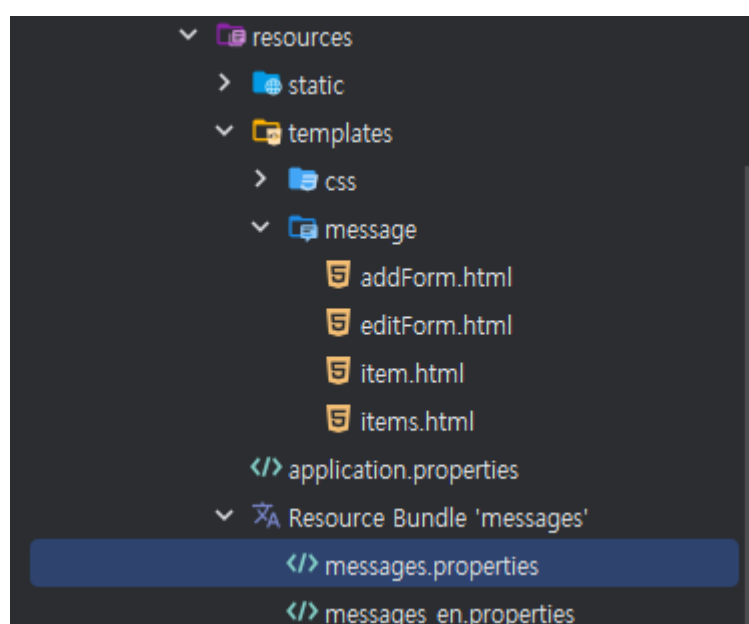 resources
static
templates
css
message
addForm.html
editForm.html
item.html
items.html
application.properties
Resource Bundle 'messages'
messages.properties
messages_en.properties